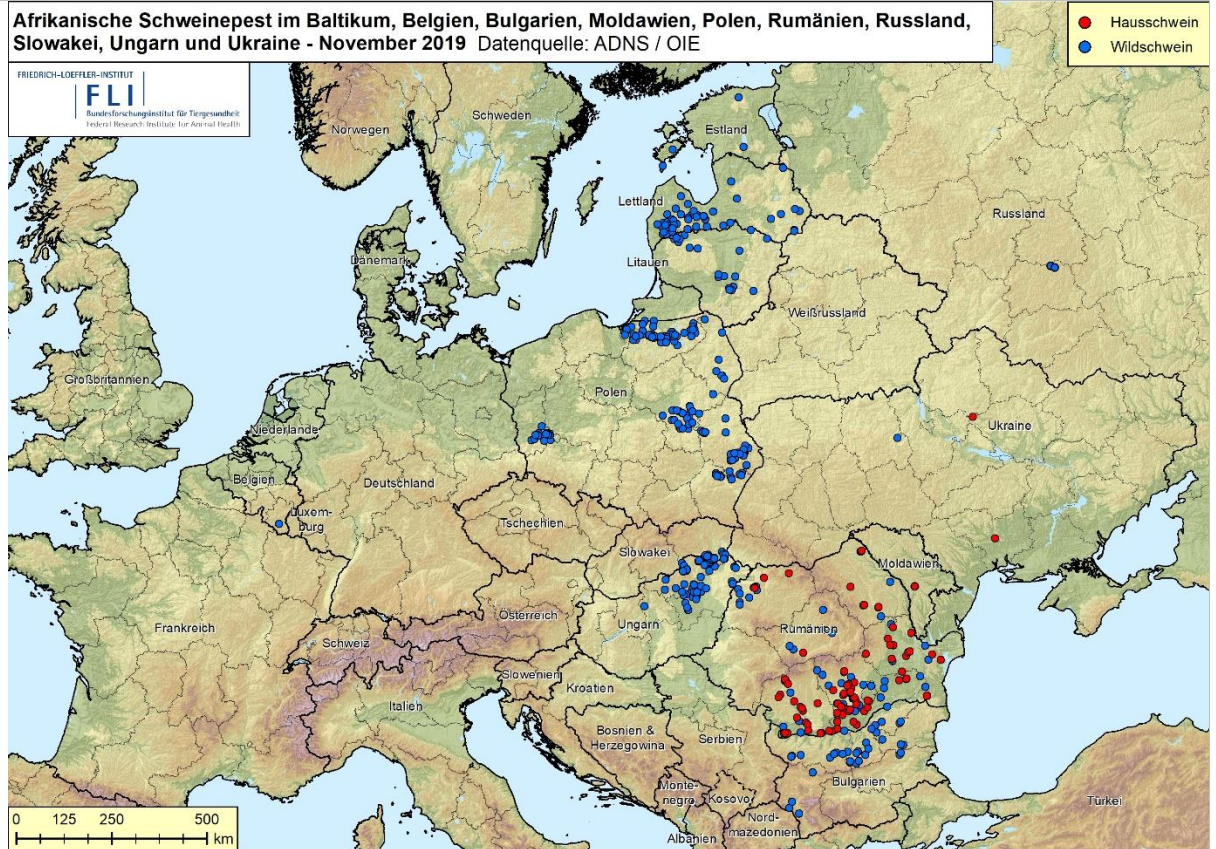 Afrikanische Schweinepest im Baltikum, Belgien, Bulgarien, Moldawien, Polen, Rumänien, Russland,
Slowakei, Ungarn und Ukraine - November 2019 Datenquelle: ADNS / OIE
Hausschwein
Wildschwein
FRIEDRICH-LOEFFLER-INSTITUT
FLI
Bundesforschungsinstitut für Tiergesundheit
Federal Research Institute for Animal Health
Norwegen
Schweden
Estland
Lettland
Russland
Litauen
Dänemark
Weißrussland
Großbritannien
Polen
Niederlande
Ukraine
Belgien
Deutschland
Luxem-
burg
Tschechien
Slowakei
Moldawien
Österreich
Ungarn
Rumänien
Frankreich
Schweiz
Slowenien
Kroatien
Italien
Bosnien &
Herzegowina
Serbien
Bulgarien
Monte-
negro
Kosovo
Türkei
Nord-
mazedonien
Albanien
0 125 250 500
km